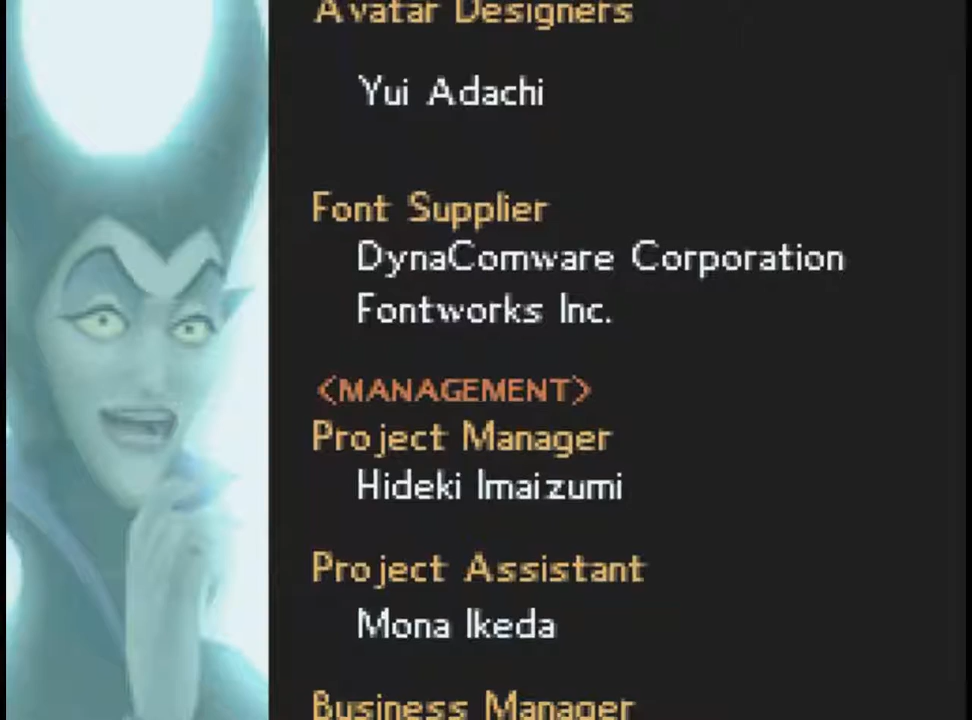 Avatar Designers
Yui Adachi
Font Supplier
DynaComware Corporation
Fontworks Inc.
<MANAGEMENT>
Project Manager
Hideki Imaizumi
Project Assistant
Mona Ikeda
Business Manager